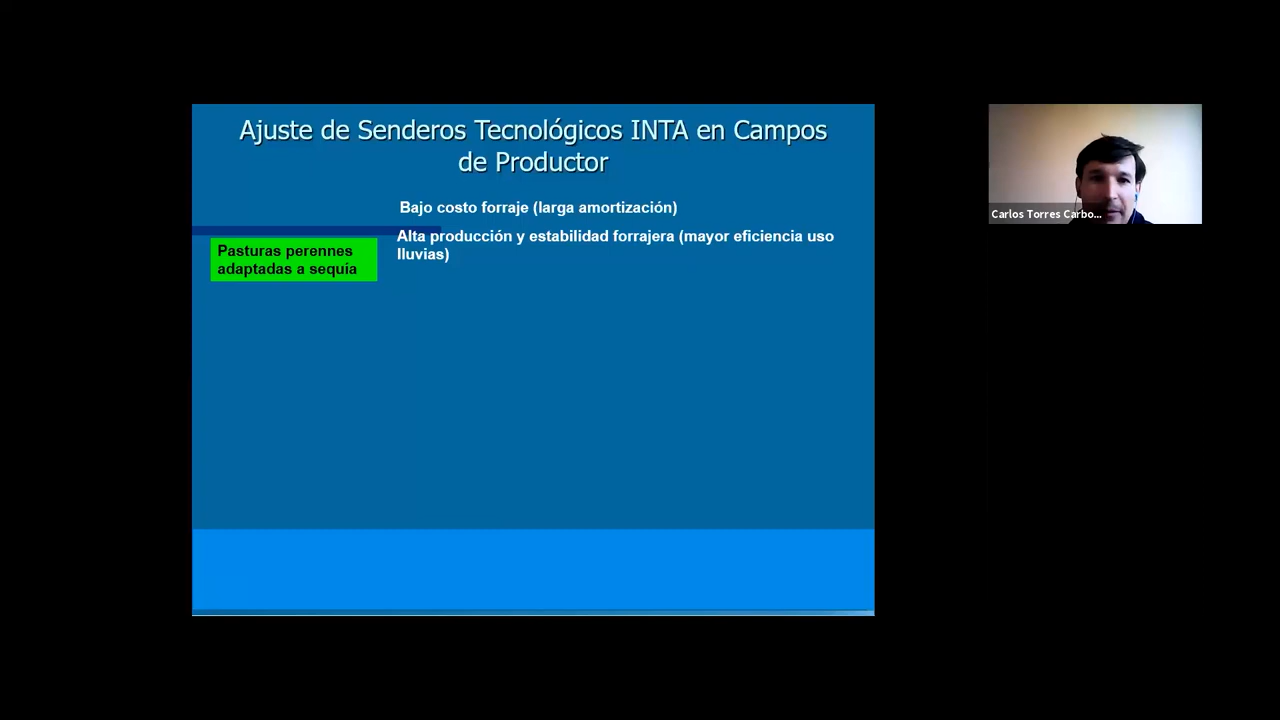 Ajuste de Senderos Tecnológicos INTA en Campos
de Productor
Bajo costo forraje (larga amortización)
Alta producción y estabilidad forrajera (mayor eficiencia uso
lluvias)
Pasturas perennes
adaptadas a sequía
Carlos Torres Carbo...